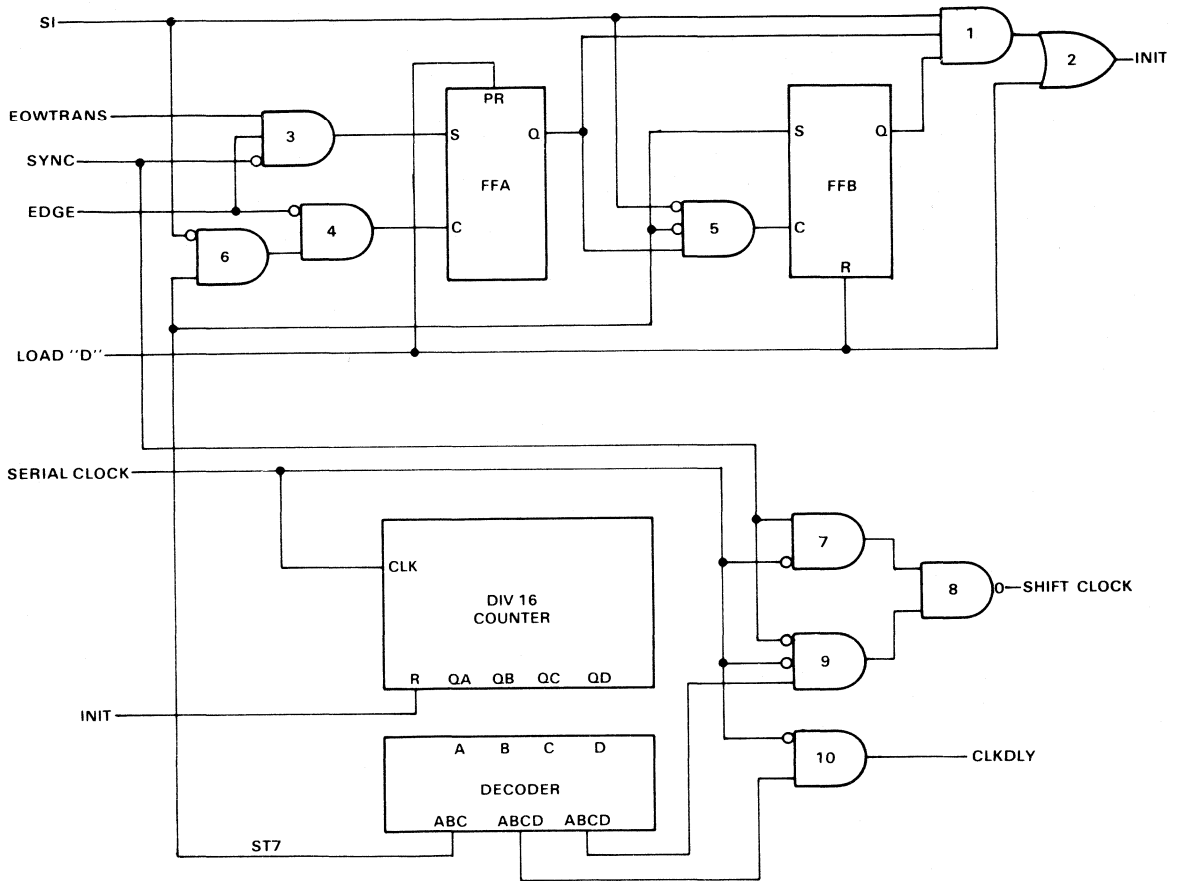 SI
1
2
INIT
EOWTRANS
PR
3
S
Q
S
Q
SYNC
FFA
FFB
EDGE
4
C
5
C
6
R
LOAD "D"
SERIAL CLOCK
7
CLK
DIV 16
COUNTER
8
SHIFT CLOCK
9
R QA QB QC QD
INIT
A B C D
10
CLKDLY
DECODER
ABC ABCD ABCD
ST7